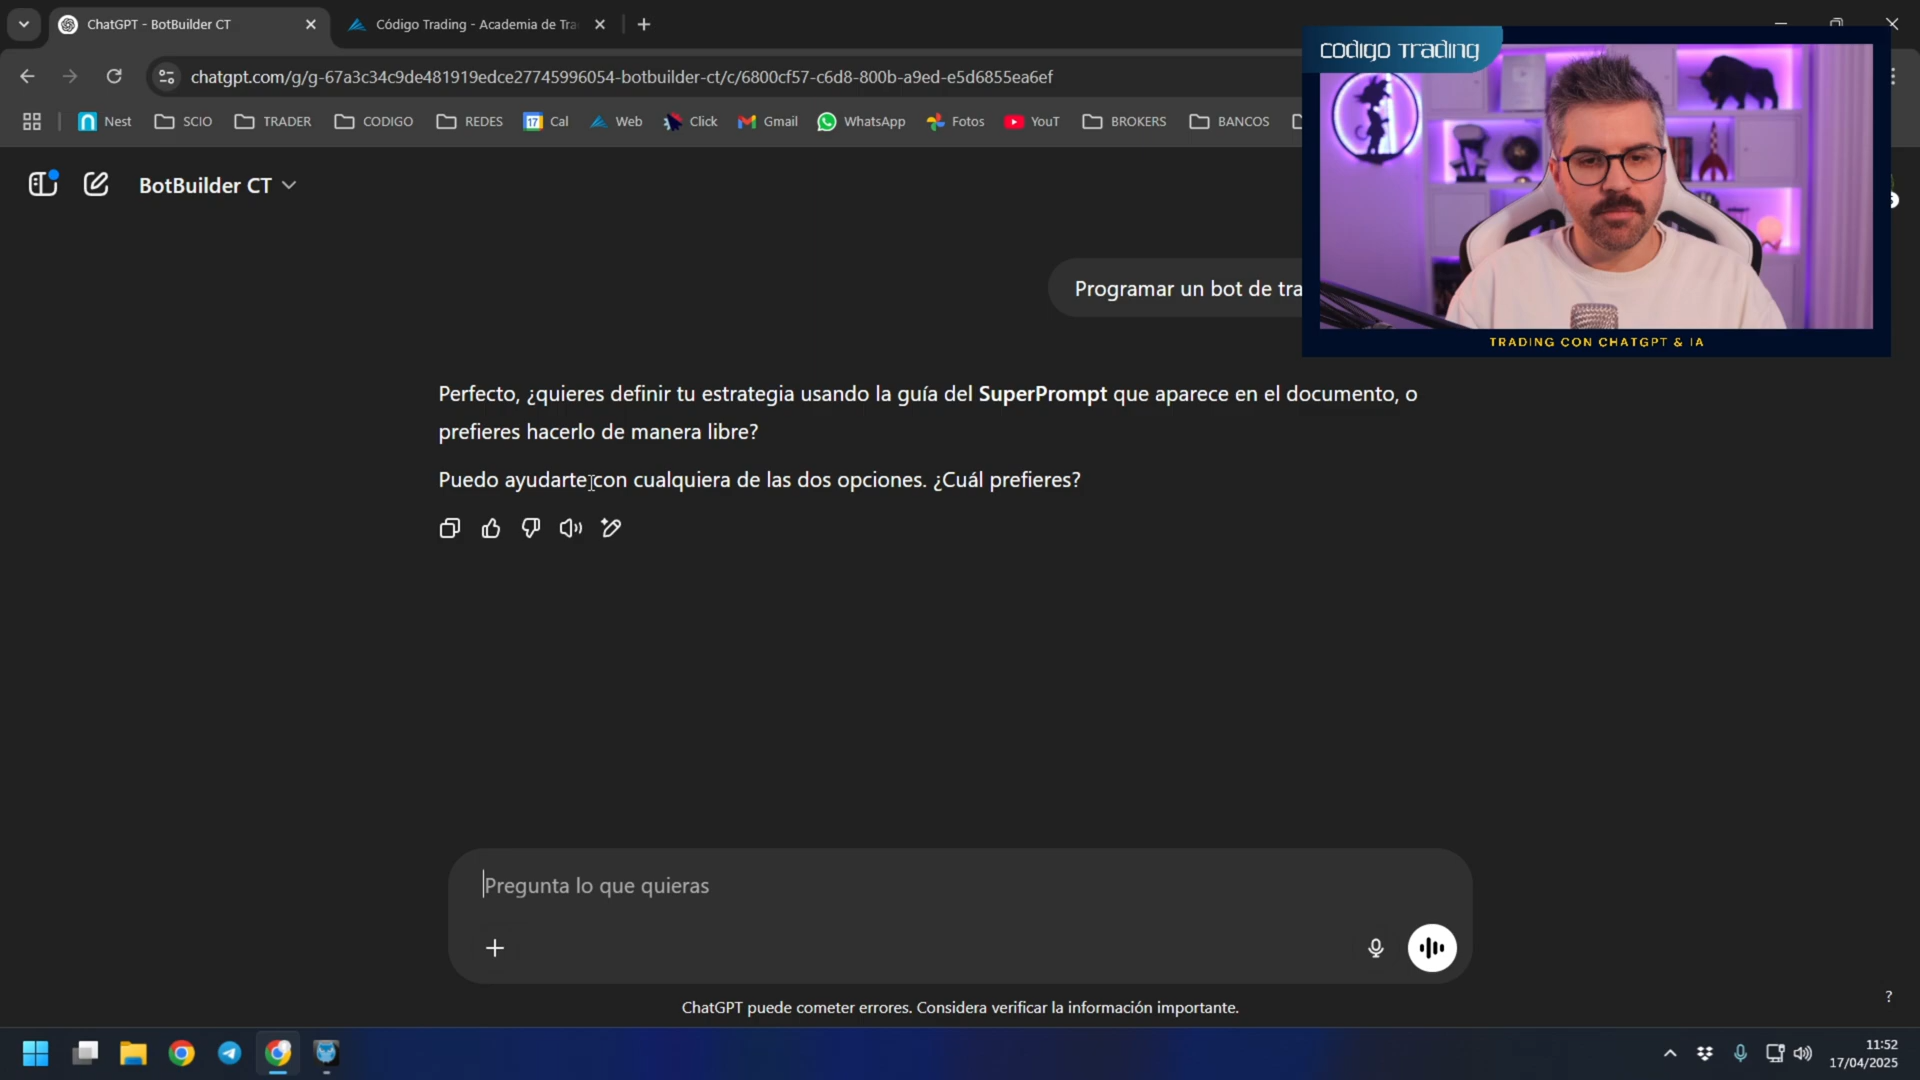 ChatGPT - BotBuilder CT
Código Trading - Academia de Tra
chatgpt.com/g/g-67a3c34c9de481919edce27745996054-botbuilder-ct/c/6800cf57-c6d8-800b-a9ed-e5d6855ea6ef
Nest
SCIO
TRADER
CODIGO
REDES
17
Cal
Web
Click
Gmail
WhatsApp
Fotos
YouT
BROKERS
BANCOS
codigo Trading
TRADING CON CHATGPT & IA
BotBuilder CT
Programar un bot de tra
Perfecto, ¿quieres definir tu estrategia usando la guía del SuperPrompt que aparece en el documento, o
prefieres hacerlo de manera libre?
Puedo ayudarte con cualquiera de las dos opciones. ¿Cuál prefieres?
Pregunta lo que quieras
ChatGPT puede cometer errores. Considera verificar la información importante.
?
11:52
17/04/2025